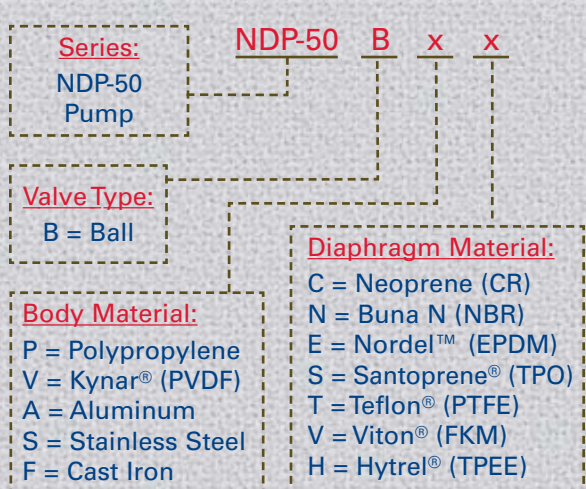 NDP-50 B x x
Series:
NDP-50
Pump
Valve Type:
B = Ball
Body Material:
P = Polypropylene
V = Kynar® (PVDF)
A = Aluminum
S = Stainless Steel
F = Cast Iron
Diaphragm Material:
C = Neoprene (CR)
N = Buna N (NBR)
E = Nordel™ (EPDM)
S = Santoprene® (TPO)
T = Teflon® (PTFE)
V = Viton® (FKM)
H = Hytrel® (TPEE)